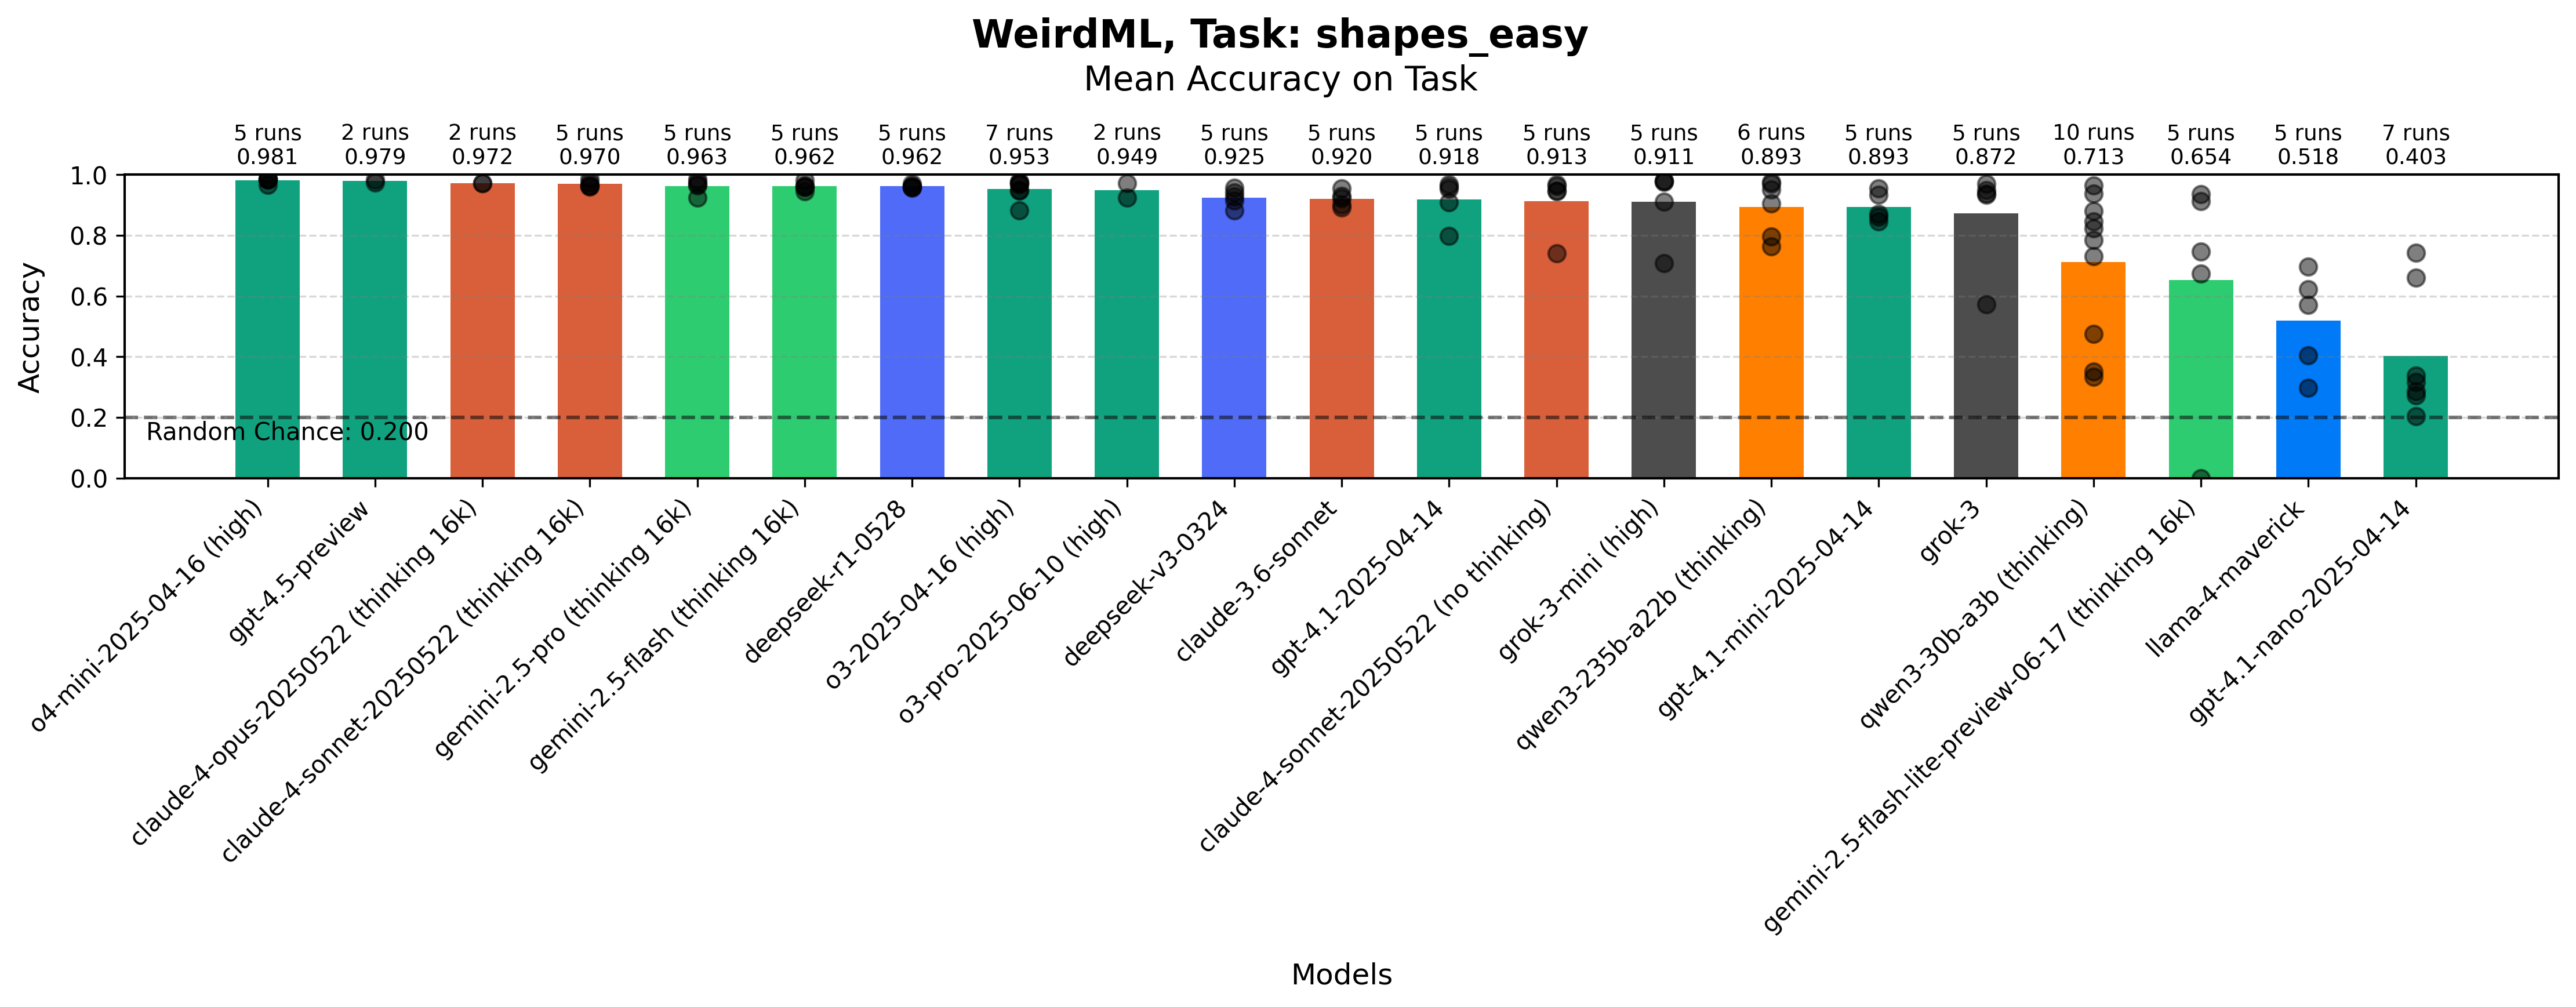 WeirdML, Task: shapes_easy
Mean Accuracy on Task
5 runs 2 runs 2 runs 5 runs 5 runs 5 runs 5 runs 7 runs 2 runs 5 runs 5 runs 5 runs 5 runs 5 runs 6 runs 5 runs 5 runs 10 runs 5 runs 5 runs 7 runs
0.981 0.979 0.972 0.970 0.963 0.962 0.962 0.953 0.949 0.925 0.920 0.918 0.913 0.911 0.893 0.893 0.872 0.713 0.654 0.518 0.403
Accuracy
1.0
0.8
0.6
0.4
0.2
0.0
Random Chance: 0.200
o4-mini-2025-04-16 (high)
gpt-4.5-preview
claude-4-opus-20250522 (thinking 16k)
claude-4-sonnet-20250522 (thinking 16k)
gemini-2.5-pro (thinking 16k)
gemini-2.5-flash (thinking 16k)
deepseek-r1-0528
o3-2025-04-16 (high)
o3-pro-2025-06-10 (high)
deepseek-v3-0324
claude-3.6-sonnet
gpt-4.1-2025-04-14
claude-4-sonnet-20250522 (no thinking)
grok-3-mini (high)
qwen3-235b-a22b (thinking)
gpt-4.1-mini-2025-04-14
grok-3
qwen3-30b-a3b (thinking)
gemini-2.5-flash-lite-preview-06-17 (thinking 16k)
llama-4-maverick
gpt-4.1-nano-2025-04-14
Models